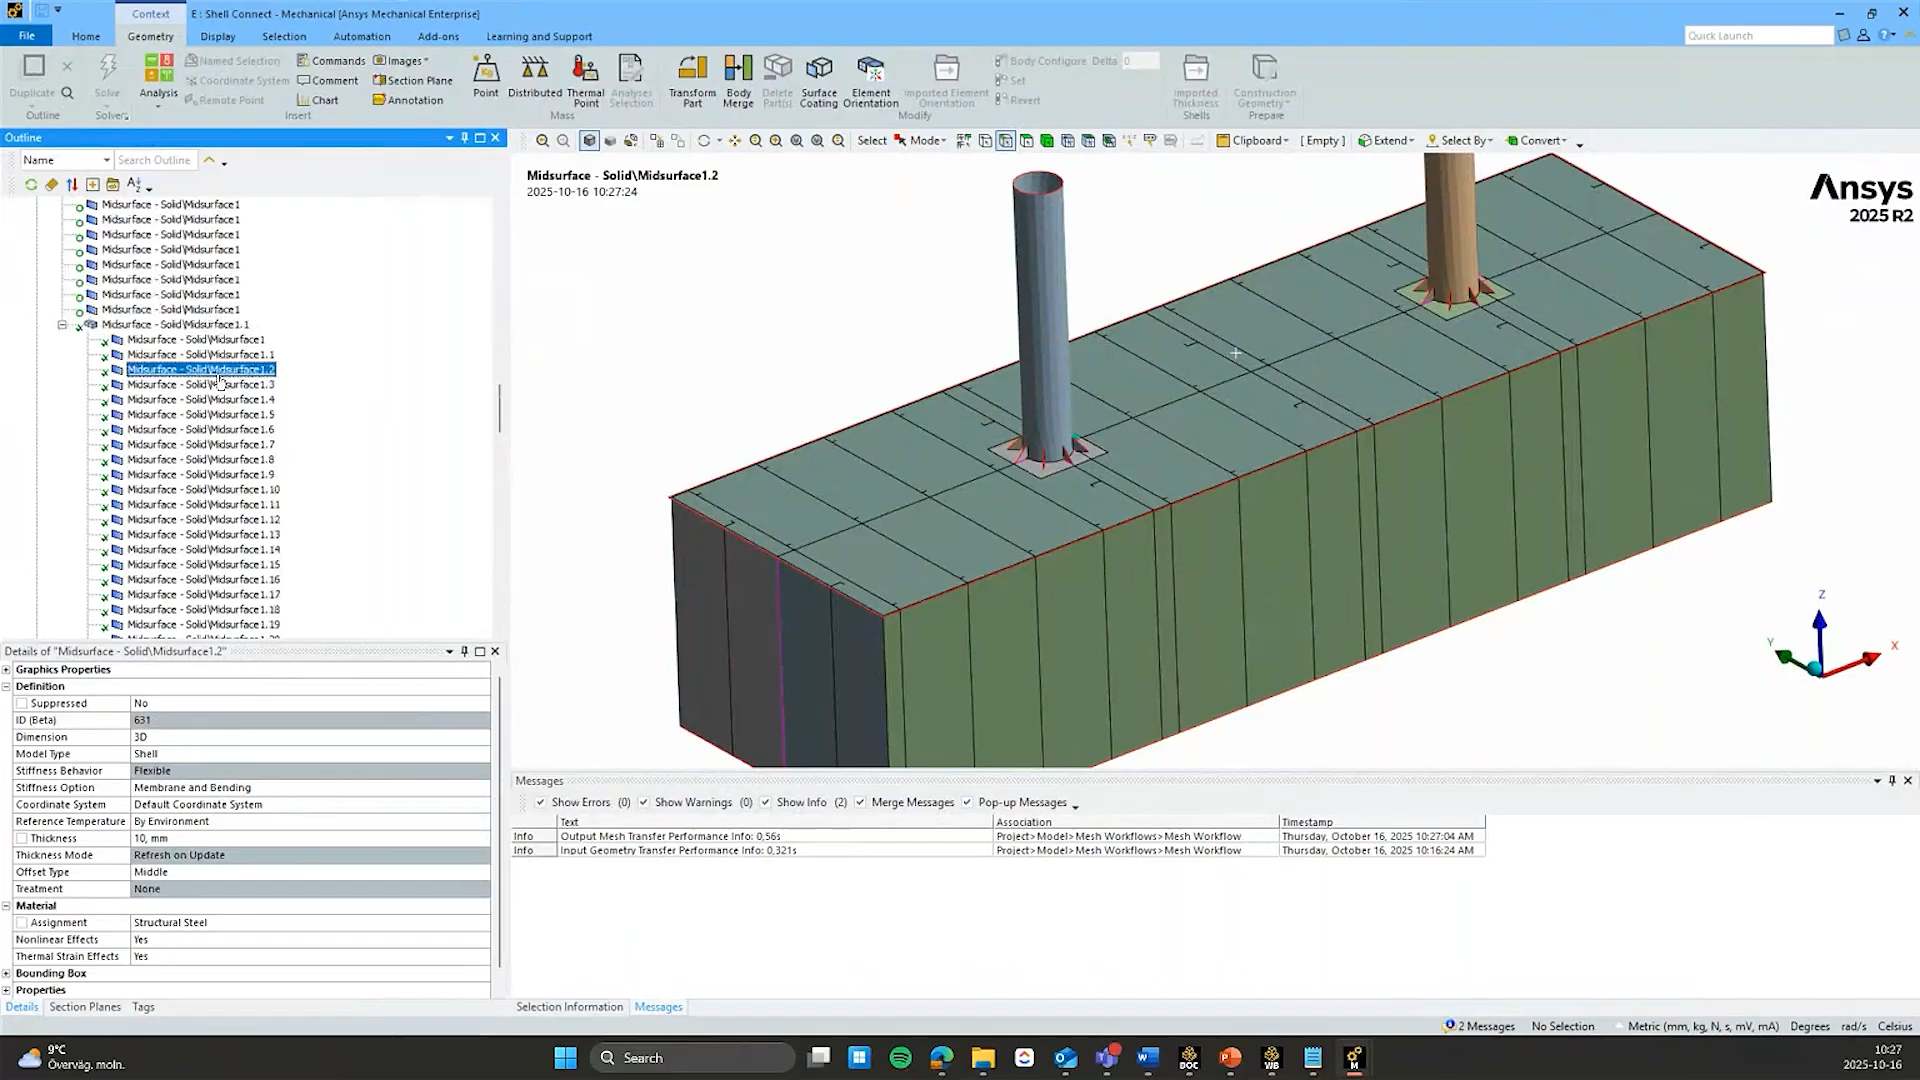 Context
E : Shell Connect - Mechanical [Ansys Mechanical Enterprise]
File Home Geometry Display Selection Automation Add-ons Learning and Support
Quick Launch
Duplicate
Outline
Solve
Solver
Analysis
Named Selection
Coordinate System
Remote Point
Commands
Comment
Chart
Images
Section Plane
Annotation
Insert
Point
Distributed
Thermal Point
Analyses Selection
Mass
Transform Part
Body Merge
Delete Part(s)
Surface Coating
Element Orientation
Imported Element Orientation
Body Configure Delta 0
Set
Revert
Modify
Imported Thickness
Shells
Construction Geometry
Prepare
Outline
Name Search Outline
Select Mode Clipboard [ Empty ] Extend Select By Convert
Midsurface - Solid\Midsurface1
Midsurface - Solid\Midsurface1
Midsurface - Solid\Midsurface1
Midsurface - Solid\Midsurface1
Midsurface - Solid\Midsurface1
Midsurface - Solid\Midsurface1
Midsurface - Solid\Midsurface1
Midsurface - Solid\Midsurface1
Midsurface - Solid\Midsurface1.1
Midsurface - Solid\Midsurface1
Midsurface - Solid\Midsurface1.1
Midsurface - Solid\Midsurface1.2
Midsurface - Solid\Midsurface1.3
Midsurface - Solid\Midsurface1.4
Midsurface - Solid\Midsurface1.5
Midsurface - Solid\Midsurface1.6
Midsurface - Solid\Midsurface1.7
Midsurface - Solid\Midsurface1.8
Midsurface - Solid\Midsurface1.9
Midsurface - Solid\Midsurface1.10
Midsurface - Solid\Midsurface1.11
Midsurface - Solid\Midsurface1.12
Midsurface - Solid\Midsurface1.13
Midsurface - Solid\Midsurface1.14
Midsurface - Solid\Midsurface1.15
Midsurface - Solid\Midsurface1.16
Midsurface - Solid\Midsurface1.17
Midsurface - Solid\Midsurface1.18
Midsurface - Solid\Midsurface1.19
Midsurface - Solid\Midsurface1.2
2025-10-16 10:27:24
Ansys
2025 R2
Z
Y
X
Details of "Midsurface - Solid\Midsurface1.2"
Graphics Properties
Definition
Suppressed No
ID (Beta) 631
Dimension 3D
Model Type Shell
Stiffness Behavior Flexible
Stiffness Option Membrane and Bending
Coordinate System Default Coordinate System
Reference Temperature By Environment
Thickness 10, mm
Thickness Mode Refresh on Update
Offset Type Middle
Treatment None
Material
Assignment Structural Steel
Nonlinear Effects Yes
Thermal Strain Effects Yes
Bounding Box
Properties
Details Section Planes Tags
Messages
Show Errors (0) Show Warnings (0) Show Info (2) Merge Messages Pop-up Messages
Text Association Timestamp
Info Output Mesh Transfer Performance Info: 0,56s Project>Model>Mesh Workflows>Mesh Workflow Thursday, October 16, 2025 10:27:04 AM
Info Input Geometry Transfer Performance Info: 0,321s Project>Model>Mesh Workflows>Mesh Workflow Thursday, October 16, 2025 10:16:24 AM
Selection Information Messages
2 Messages No Selection Metric (mm, kg, N, s, mV, mA) Degrees rad/s Celsius
9°C
Överväg. moln.
Search
DOC
WB
M
10:27
2025-10-16